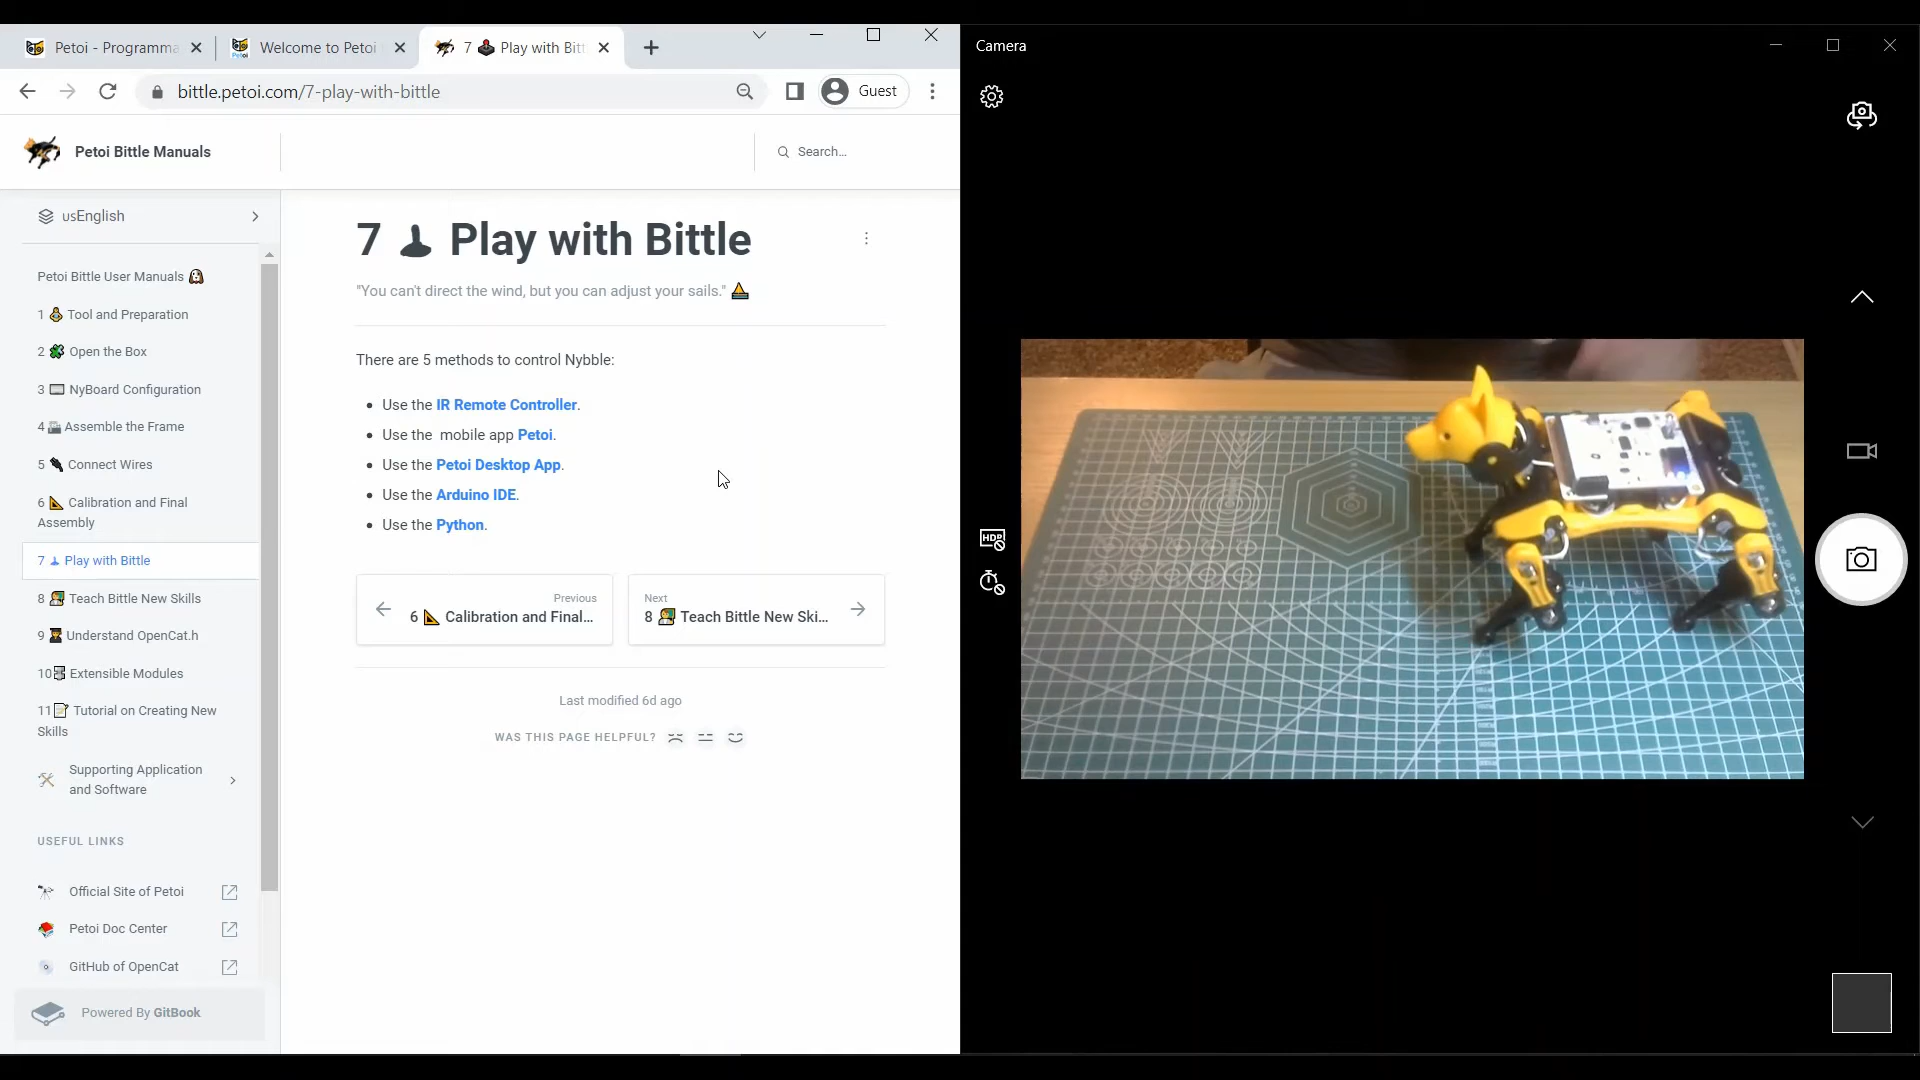 Petoi - Programma
Welcome to Petoi
7 Play with Bitt
bittle.petoi.com/7-play-with-bittle
Guest
Petoi Bittle Manuals
Search...
usEnglish
Petoi Bittle User Manuals
1 Tool and Preparation
2 Open the Box
3 NyBoard Configuration
4 Assemble the Frame
5 Connect Wires
6 Calibration and Final
Assembly
7 Play with Bittle
8 Teach Bittle New Skills
9 Understand OpenCat.h
10 Extensible Modules
11 Tutorial on Creating New
Skills
Supporting Application
and Software
USEFUL LINKS
Official Site of Petoi
Petoi Doc Center
GitHub of OpenCat
Powered By GitBook
7 Play with Bittle
"You can't direct the wind, but you can adjust your sails."
There are 5 methods to control Nybble:
Use the IR Remote Controller.
Use the mobile app Petoi.
Use the Petoi Desktop App.
Use the Arduino IDE.
Use the Python.
Previous
6 Calibration and Final...
Next
8 Teach Bittle New Ski...
Last modified 6d ago
WAS THIS PAGE HELPFUL?
Camera
HDR